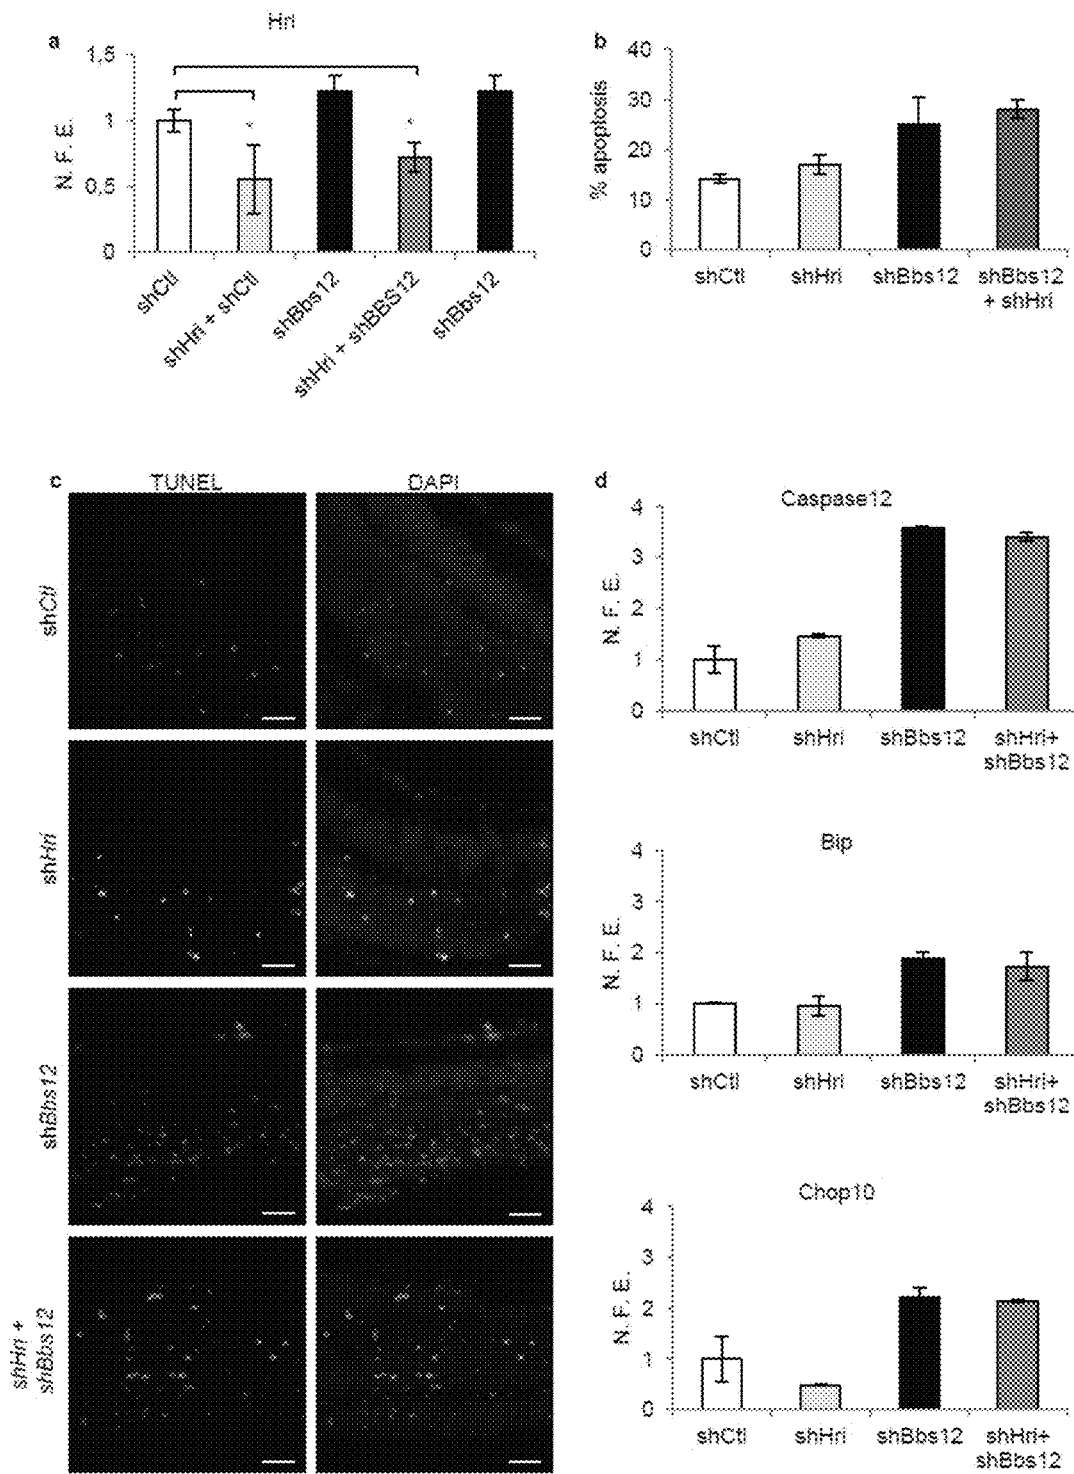 a
Hri
N. F. E.
1,5
1
0,5
0
*
*
shCtl
shHri + shCtl
shBbs12
shHri + shBBS12
shBbs12
b
% apoptosis
40
30
20
10
0
shCtl
shHri
shBbs12
shBbs12
+ shHri
c
TUNEL
DAPI
shCtl
shHri
shBbs12
shHri +
shBbs12
d
Caspase12
N. F. E.
4
3
2
1
0
shCtl
shHri
shBbs12
shHri+
shBbs12
Bip
N. F. E.
4
3
2
1
0
shCtl
shHri
shBbs12
shHri+
shBbs12
Chop10
N. F. E.
4
3
2
1
0
shCtl
shHri
shBbs12
shHri+
shBbs12